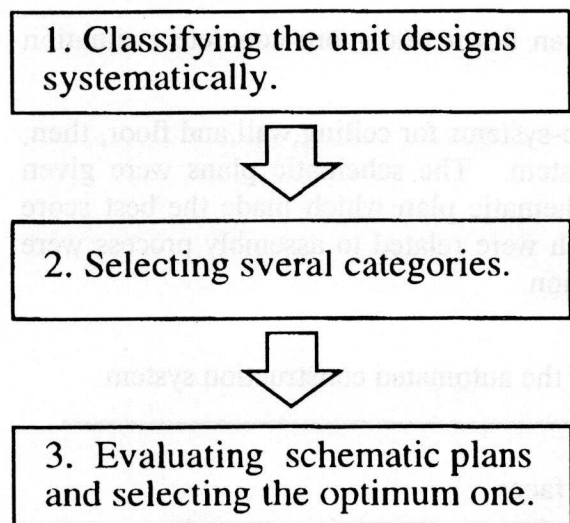 1. Classifying the unit designs
systematically.
2. Selecting sveral categories.
3. Evaluating schematic plans
and selecting the optimum one.